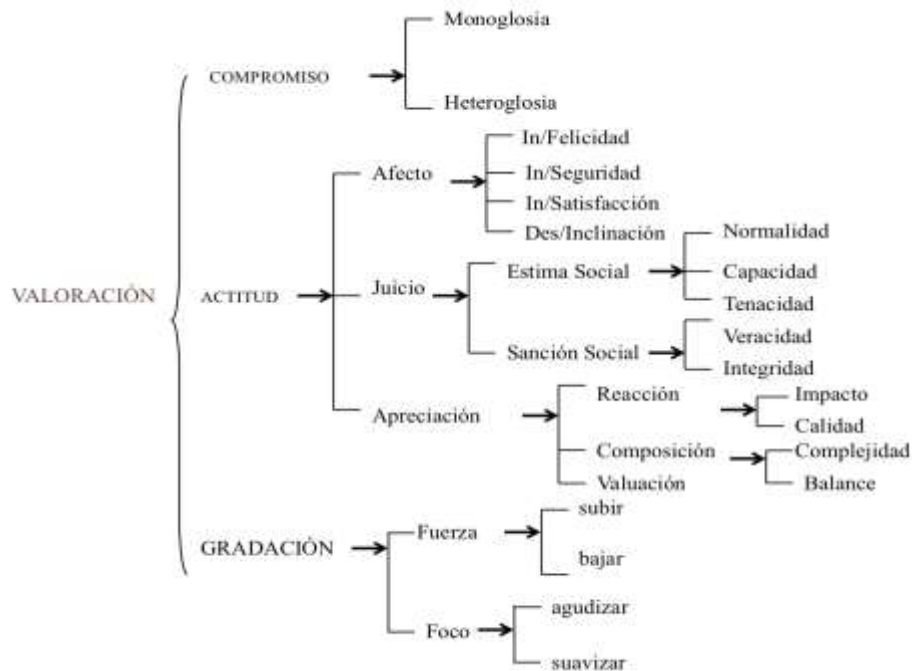 Monoglosia
COMPROMISO
Heteroglosia
In/Felicidad
Afecto
In/Seguridad
In/Satisfacción
Des/Inclinación
Normalidad
Estima Social
Capacidad
VALORACIÓN
ACTITUD
Juicio
Tenacidad
Veracidad
Sanción Social
Integridad
Reacción
Impacto
Apreciación
Calidad
Composición
Complejidad
Valuación
Balance
subir
Fuerza
GRADACIÓN
bajar
agudizar
Foco
suavizar